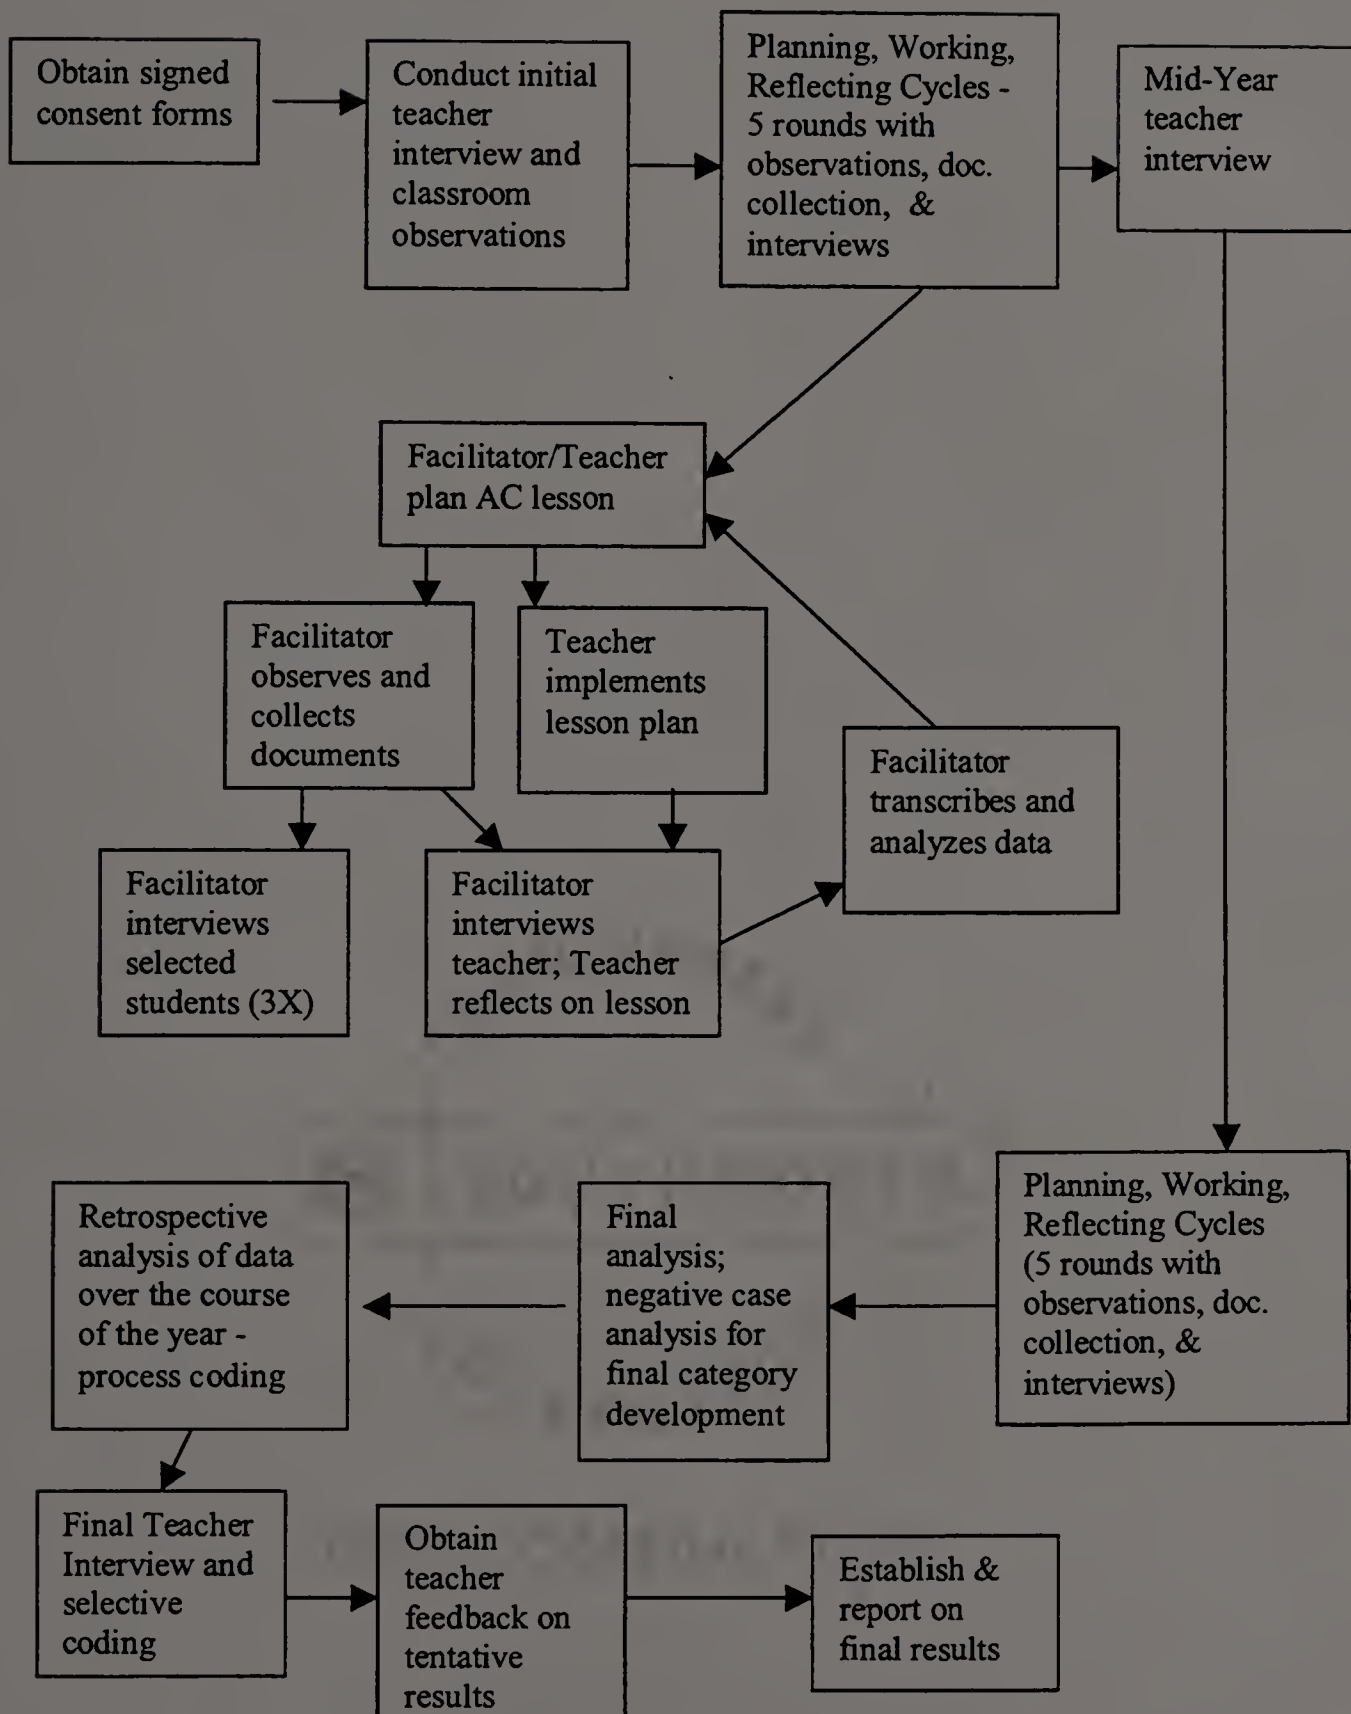 Obtain signed
consent forms
Conduct initial
teacher
interview and
classroom
observations
Planning, Working,
Reflecting Cycles -
5 rounds with
observations, doc.
collection, &
interviews
Mid-Year
teacher
interview
Facilitator/Teacher
plan AC lesson
Facilitator
observes and
collects
documents
Teacher
implements
lesson plan
Facilitator
transcribes and
analyzes data
Facilitator
interviews
selected
students (3X)
Facilitator
interviews
teacher; Teacher
reflects on lesson
Planning, Working,
Reflecting Cycles
(5 rounds with
observations, doc.
collection, &
interviews)
Final
analysis;
negative case
analysis for
final category
development
Retrospective
analysis of data
over the course
of the year -
process coding
Final Teacher
Interview and
selective
coding
Obtain
teacher
feedback on
tentative
results
Establish &
report on
final results